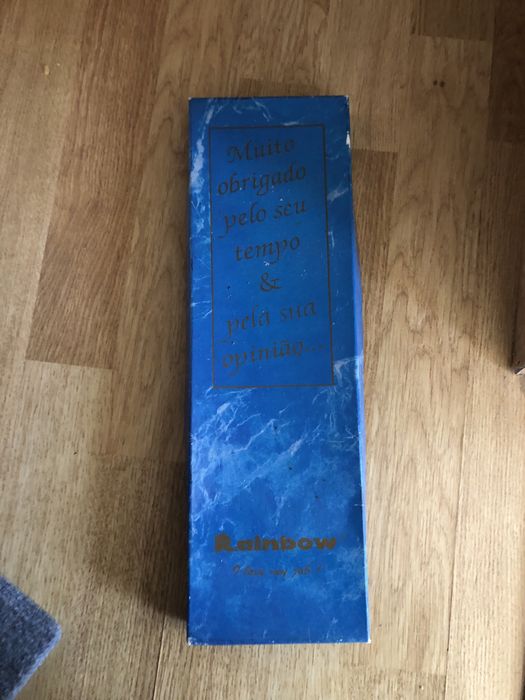 Muito
obrigado
pelo seu
tempo
&
pela sua
opinião...
Rainbow